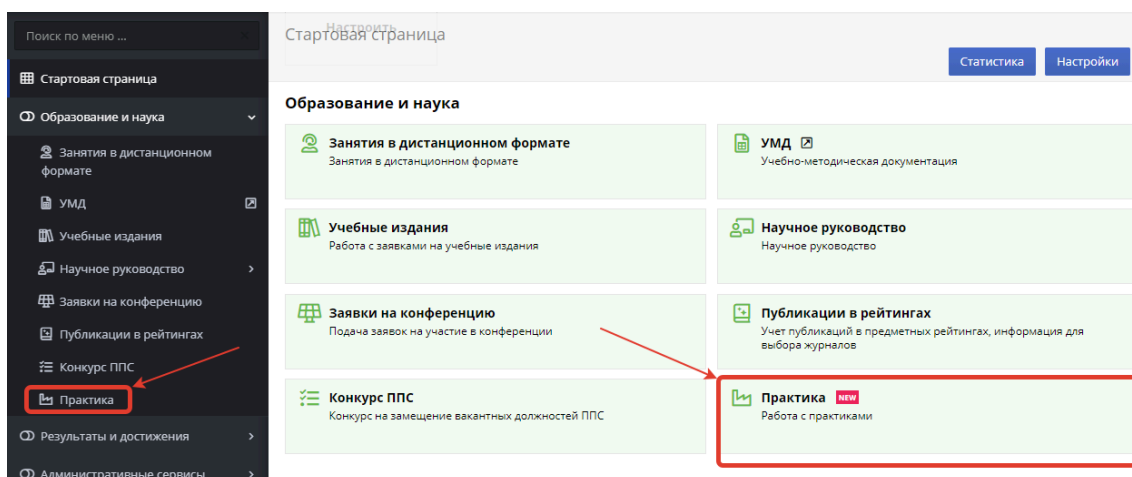 Поиск по меню ...
Стартовая страница
Образование и наука
Занятия в дистанционном
формате
УМД
Учебные издания
Научное руководство
Заявки на конференцию
Публикации в рейтингах
Конкурс ППС
Практика
Результаты и достижения
Административные сервисы
Настроить
Стартовая страница
Статистика
Настройки
Образование и наука
Занятия в дистанционном формате
Занятия в дистанционном формате
УМД
Учебно-методическая документация
Учебные издания
Работа с заявками на учебные издания
Научное руководство
Научное руководство
Заявки на конференцию
Подача заявок на участие в конференции
Публикации в рейтингах
Учет публикаций в предметных рейтингах, информация для
выбора журналов
Конкурс ППС
Конкурс на замещение вакантных должностей ППС
Практика NEW
Работа с практиками